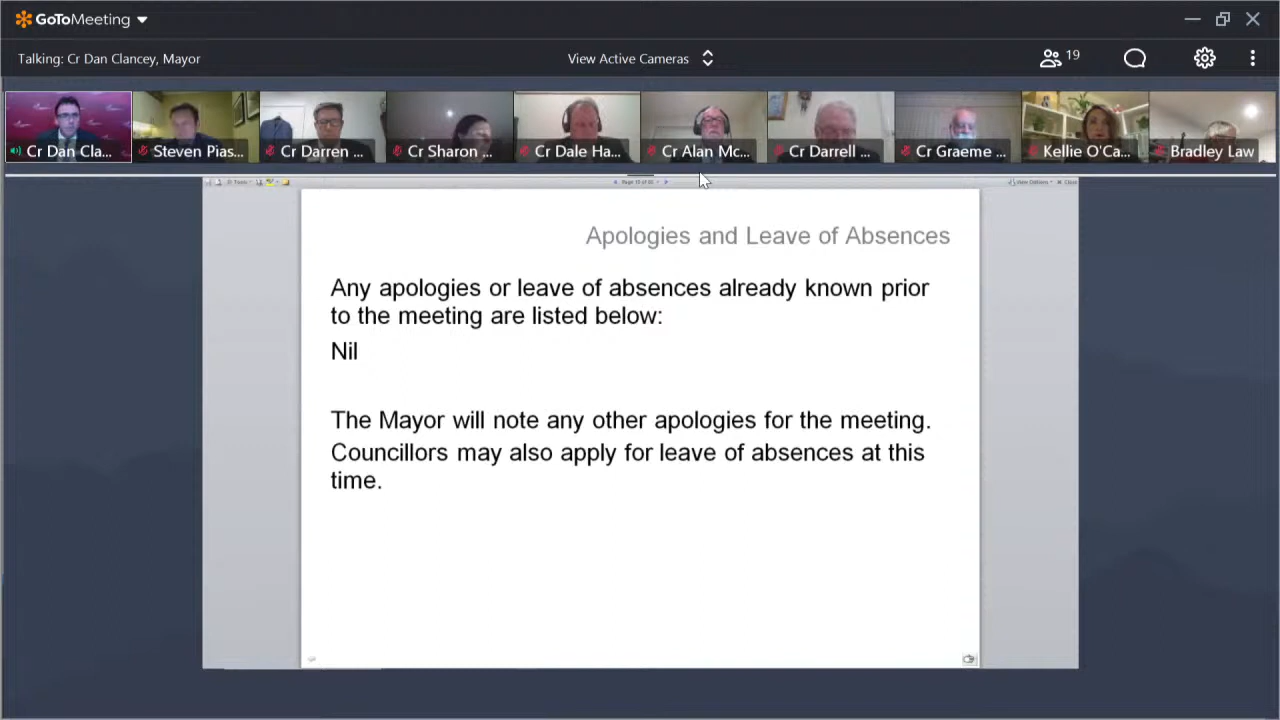 GoToMeeting
Talking: Cr Dan Clancey, Mayor
View Active Cameras
19
Cr Dan Cla...
Steven Pias...
Cr Darren ...
Cr Sharon ...
Cr Dale Ha...
Cr Alan Mc...
Cr Darrell ...
Cr Graeme ...
Kellie O'Ca...
Bradley Law
View Options
Close
Apologies and Leave of Absences
Any apologies or leave of absences already known prior
to the meeting are listed below:
Nil
The Mayor will note any other apologies for the meeting.
Councillors may also apply for leave of absences at this
time.